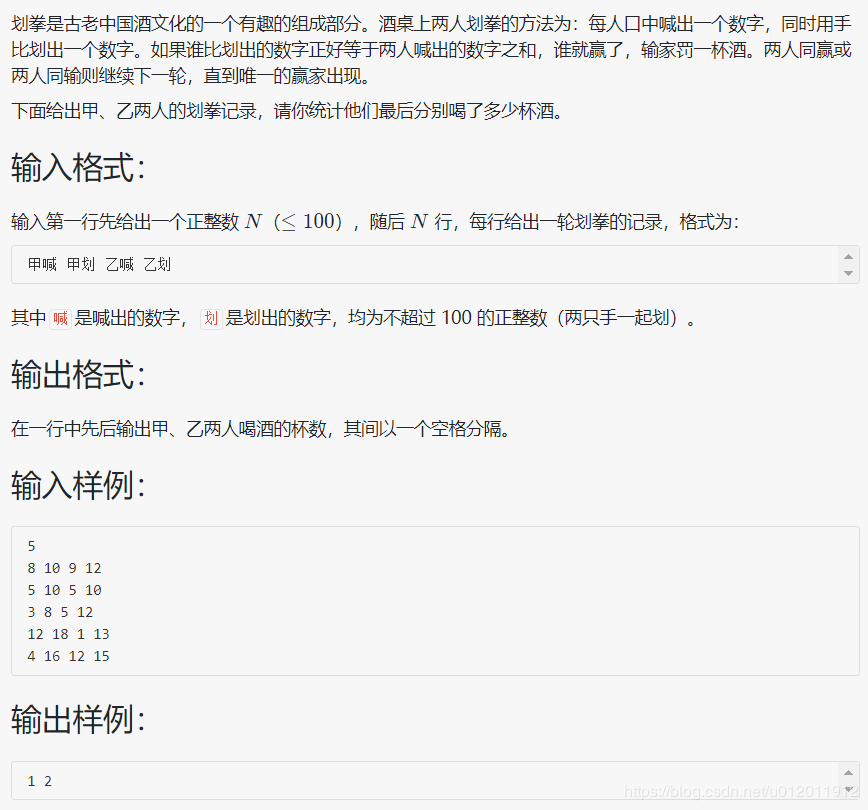 划拳是古老中国酒文化的一个有趣的组成部分。酒桌上两人划拳的方法为：每人口中喊出一个数字，同时用手
比划出一个数字。如果谁比划出的数字正好等于两人喊出的数字之和，谁就赢了，输家罚一杯酒。两人同赢或
两人同输则继续下一轮，直到唯一的赢家出现。
下面给出甲、乙两人的划拳记录，请你统计他们最后分别喝了多少杯酒。
输入格式：
输入第一行先给出一个正整数 N（≤ 100），随后 N 行，每行给出一轮划拳的记录，格式为：
甲喊 甲划 乙喊 乙划
其中 喊 是喊出的数字， 划 是划出的数字，均为不超过 100 的正整数（两只手一起划）。
输出格式：
在一行中先后输出甲、乙两人喝酒的杯数，其间以一个空格分隔。
输入样例：
5
8 10 9 12
5 10 5 10
3 8 5 12
12 18 1 13
4 16 12 15
输出样例：
1 2